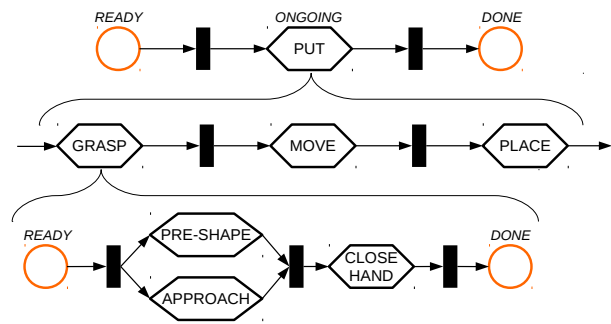 READY
ONGOING
DONE
PUT
GRASP
MOVE
PLACE
READY
DONE
PRE-SHAPE
APPROACH
CLOSE
HAND